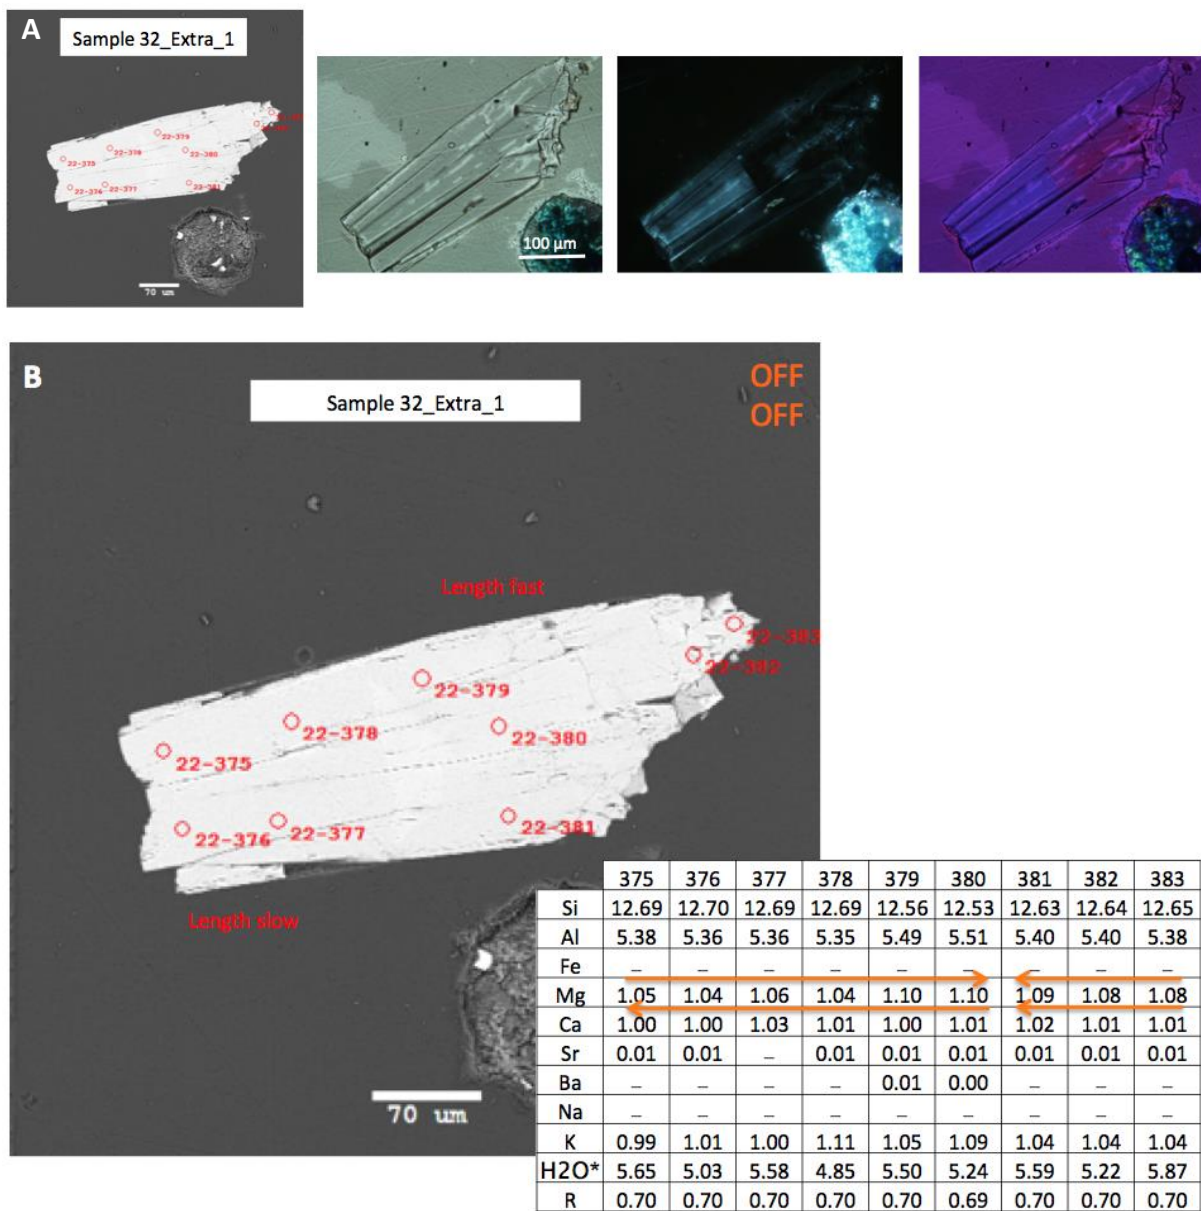 A
Sample 32_Extra_1
22-379
22-378
22-380
22-375
22-376
22-377
22-381
70 um
100 μm
B
Sample 32_Extra_1
OFF
OFF
Length fast
22-383
22-382
22-379
22-378
22-380
22-375
22-376
22-377
22-381
Length slow
70 um
375 376 377 378 379 380 381 382 383
Si 12.69 12.70 12.69 12.69 12.56 12.53 12.63 12.64 12.65
Al 5.38 5.36 5.36 5.35 5.49 5.51 5.40 5.40 5.38
Fe – – – – – – – – –
Mg 1.05 1.04 1.06 1.04 1.10 1.10 1.09 1.08 1.08
Ca 1.00 1.00 1.03 1.01 1.00 1.01 1.02 1.01 1.01
Sr 0.01 0.01 – 0.01 0.01 0.01 0.01 0.01 0.01
Ba – – – – 0.01 0.00 – – –
Na – – – – – – – – –
K 0.99 1.01 1.00 1.11 1.05 1.09 1.04 1.04 1.04
H2O* 5.65 5.03 5.58 4.85 5.50 5.24 5.59 5.22 5.87
R 0.70 0.70 0.70 0.70 0.70 0.69 0.70 0.70 0.70